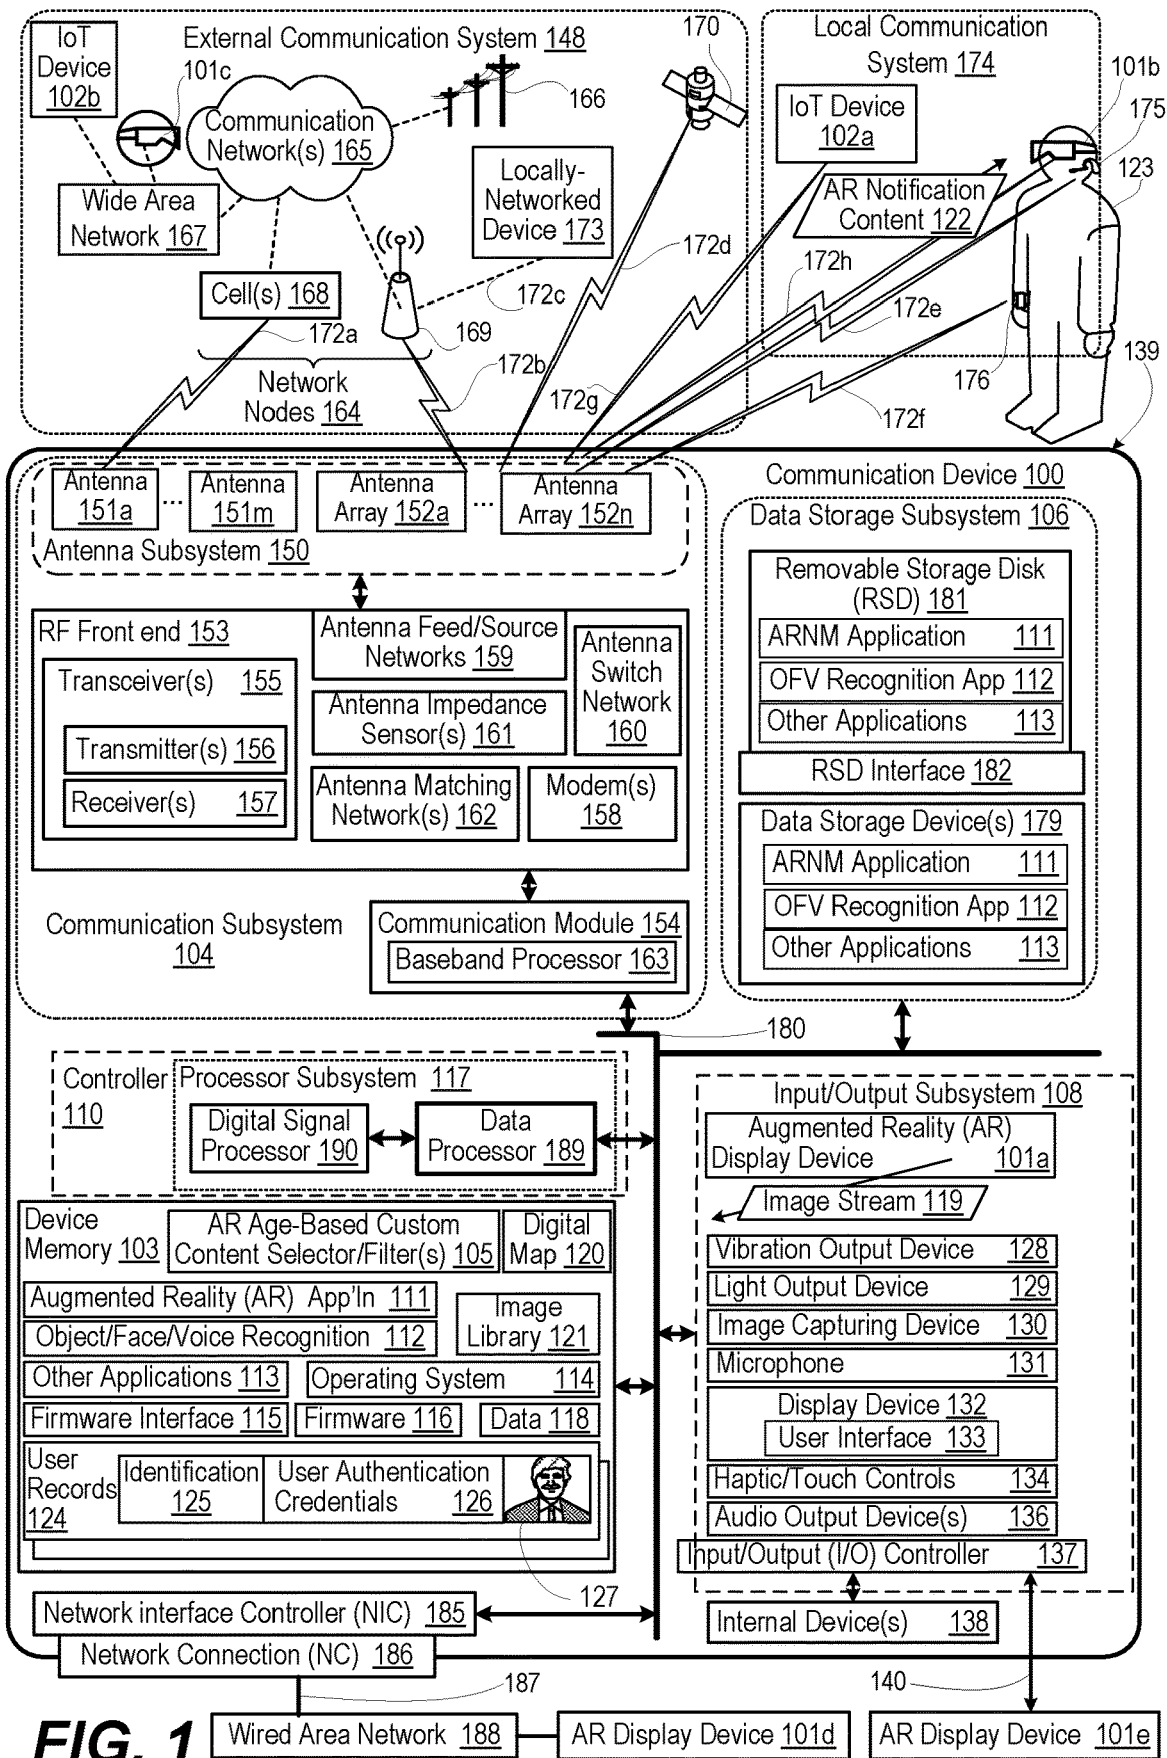 IoT
Device
102b
101c
External Communication System 148
166
170
Local Communication
System 174
101b
175
123
Communication
Network(s) 165
IoT Device
102a
Wide Area
Network 167
Locally-
Networked
Device 173
AR Notification
Content 122
172d
172h
172e
Cell(s) 168
172c
172a
169
172b
Network
Nodes 164
172g
176
172f
139
Communication Device 100
Antenna
151a
...
Antenna
151m
Antenna
Array 152a
...
Antenna
Array 152n
Antenna Subsystem 150
Data Storage Subsystem 106
Removable Storage Disk
(RSD) 181
ARNM Application 111
OFV Recognition App 112
Other Applications 113
RSD Interface 182
Data Storage Device(s) 179
ARNM Application 111
OFV Recognition App 112
Other Applications 113
RF Front end 153
Antenna Feed/Source
Networks 159
Antenna
Switch
Network
160
Transceiver(s) 155
Transmitter(s) 156
Receiver(s) 157
Antenna Impedance
Sensor(s) 161
Antenna Matching
Network(s) 162
Modem(s)
158
Communication Subsystem
104
Communication Module 154
Baseband Processor 163
180
Controller
110
Processor Subsystem 117
Digital Signal
Processor 190
Data
Processor 189
Input/Output Subsystem 108
Augmented Reality (AR)
Display Device 101a
Image Stream 119
Vibration Output Device 128
Light Output Device 129
Image Capturing Device 130
Microphone 131
Display Device 132
User Interface 133
Haptic/Touch Controls 134
Audio Output Device(s) 136
Input/Output (I/O) Controller 137
Internal Device(s) 138
Device
Memory 103
AR Age-Based Custom
Content Selector/Filter(s) 105
Digital
Map 120
Augmented Reality (AR) App'ln 111
Object/Face/Voice Recognition 112
Image
Library 121
Other Applications 113
Operating System 114
Firmware Interface 115
Firmware 116
Data 118
User
Records
124
Identification
125
User Authentication
Credentials 126
127
Network interface Controller (NIC) 185
Network Connection (NC) 186
187
140
FIG. 1
Wired Area Network 188
AR Display Device 101d
AR Display Device 101e